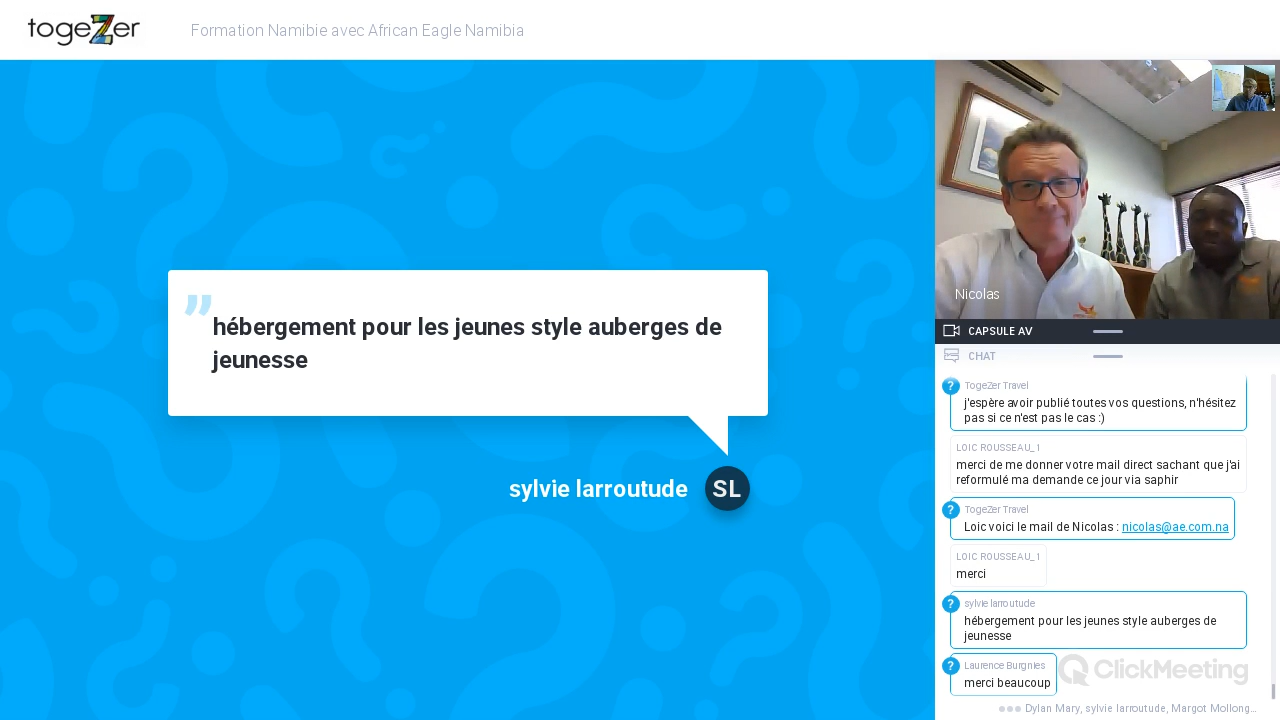 togeZer
Formation Namibie avec African Eagle Namibia
"
hébergement pour les jeunes style auberges de
jeunesse
sylvie larroutude
SL
Nicolas
CAPSULE AV
CHAT
?
TogeZer Travel
j'espère avoir publié toutes vos questions, n'hésitez
pas si ce n'est pas le cas :)
LOIC ROUSSEAU_1
merci de me donner votre mail direct sachant que j'ai
reformulé ma demande ce jour via saphir
?
TogeZer Travel
Loic voici le mail de Nicolas : nicolas@ae.com.na
LOIC ROUSSEAU_1
merci
?
sylvie larroutude
hébergement pour les jeunes style auberges de
jeunesse
?
Laurence Burgnies
merci beaucoup
ClickMeeting
Dylan Mary, sylvie larroutude, Margot Mollong...